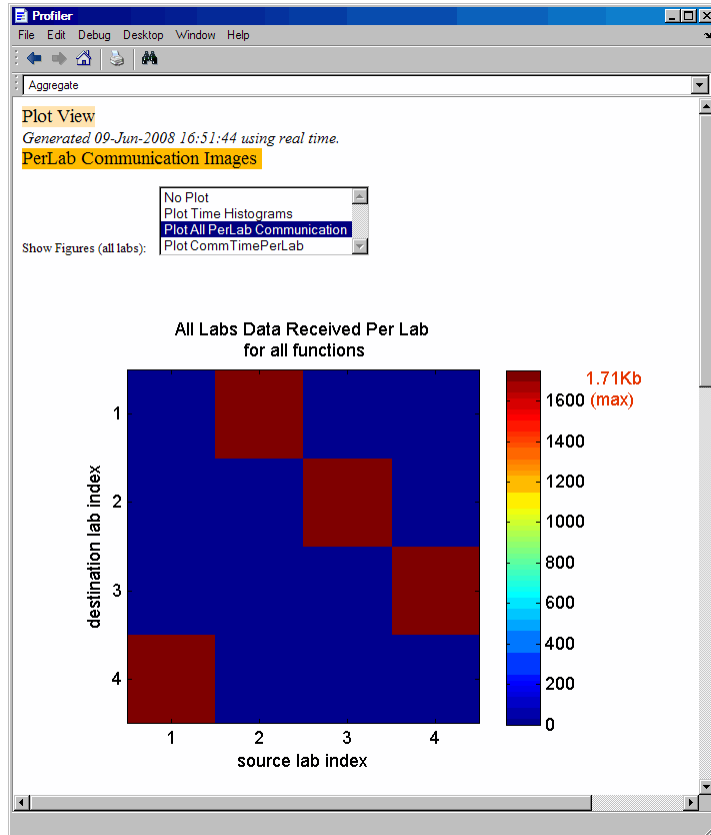 Profiler
File Edit Debug Desktop Window Help
Aggregate
Plot View
Generated 09-Jun-2008 16:51:44 using real time.
PerLab Communication Images
No Plot
Plot Time Histograms
Plot All PerLab Communication
Show Figures (all labs): Plot CommTimePerLab
All Labs Data Received Per Lab
for all functions
1.71Kb
(max)
1600
1400
1200
1000
800
600
400
200
0
destination lab index
1
2
3
4
1 2 3 4
source lab index